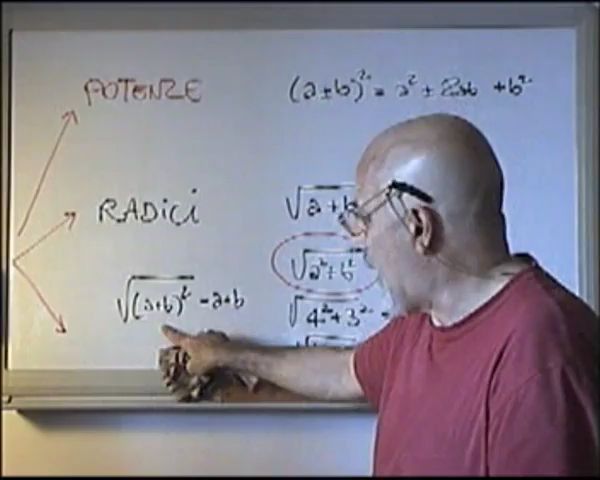 POTENZE
(a±b)² = a² ± 2ab + b²
RADICI
√a+b
√a²±b²
√(a+b)² = a+b
√4²+3² =